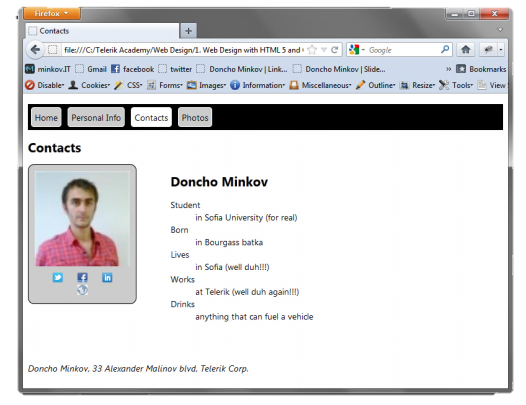 Firefox
Contacts
file:///C:/Telerik Academy/Web Design/1. Web Design with HTML 5 and
Google
minkov.IT Gmail facebook twitter Doncho Minkov | Link... Doncho Minkov | Slide... » Bookmarks
Disable Cookies CSS Forms Images Information Miscellaneous Outline Resize Tools View
Home Personal Info Contacts Photos
Contacts
Doncho Minkov
Student
in Sofia University (for real)
Born
in Bourgass batka
Lives
in Sofia (well duh!!!)
Works
at Telerik (well duh again!!!)
Drinks
anything that can fuel a vehicle
Doncho Minkov, 33 Alexander Malinov blvd, Telerik Corp.